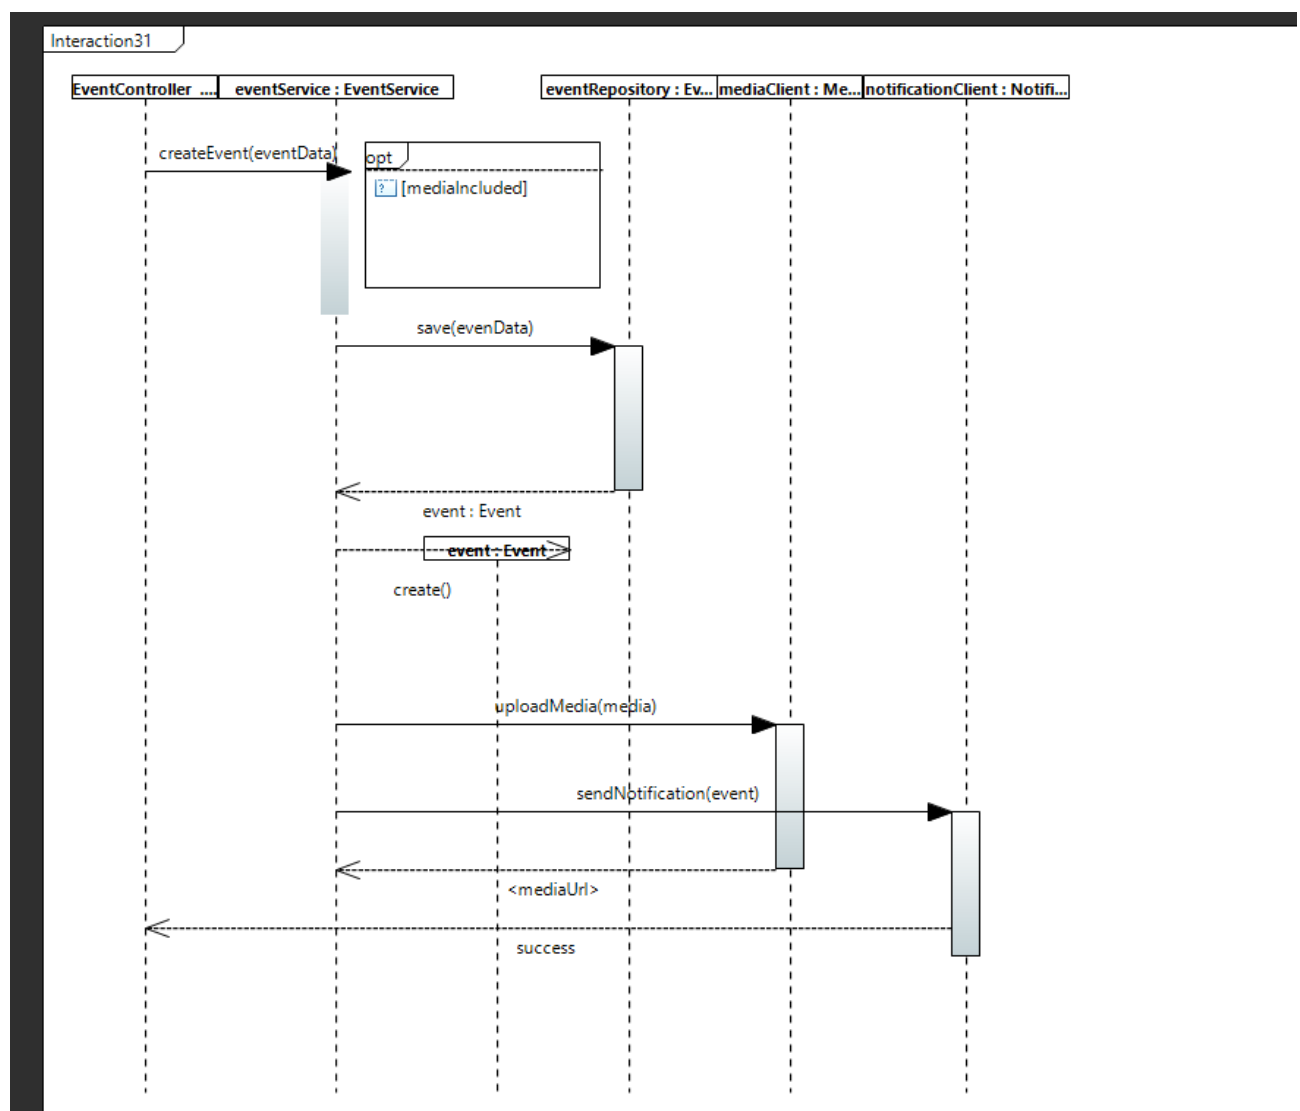 Interaction31
EventController ....
eventService : EventService
eventRepository : Ev...
mediaClient : Me...
notificationClient : Notifi...
createEvent(eventData)
opt
[mediaIncluded]
save(evenData)
event : Event
event : Event
create()
uploadMedia(media)
sendNotification(event)
<mediaUrl>
success